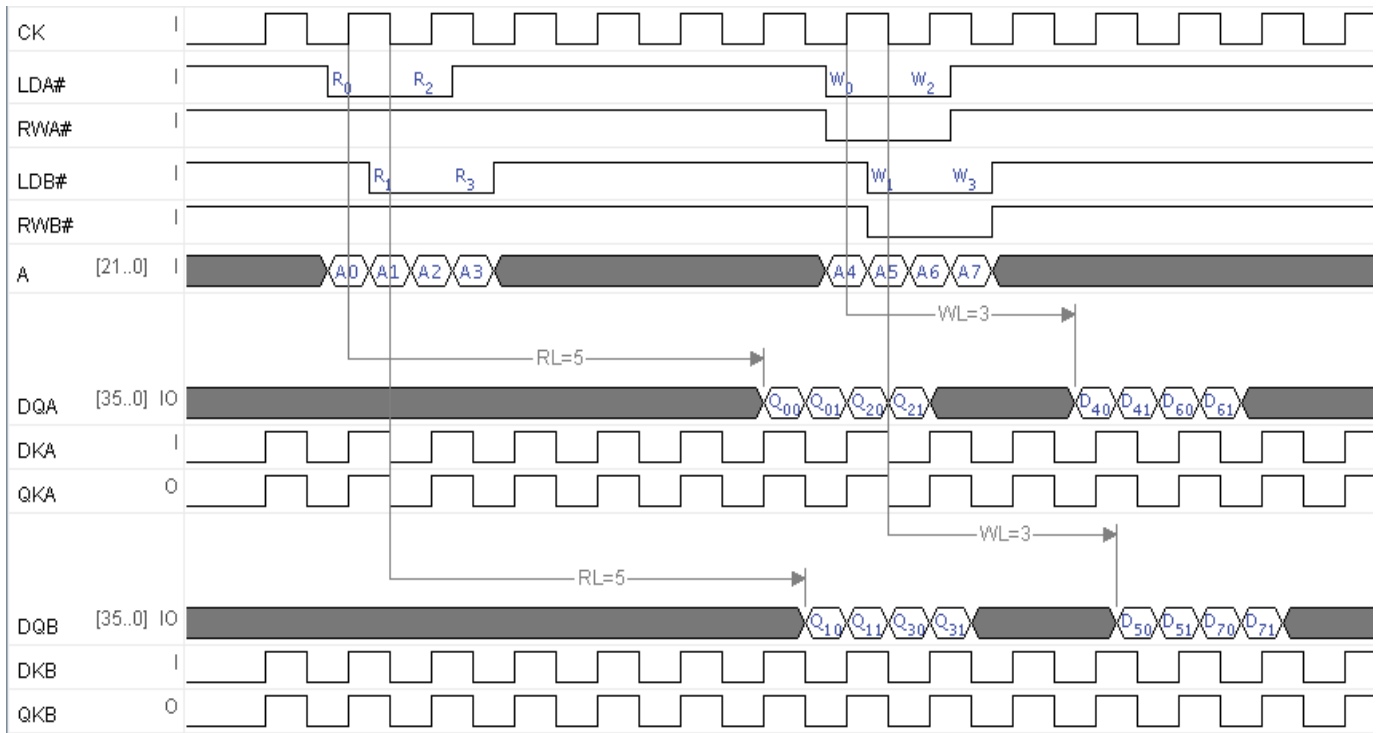 CK I
LDA# I R0 R2 W0 W2
RWA# I
LDB# I R1 R3 W1 W3
RWB# I
A [21..0] I A0 A1 A2 A3 A4 A5 A6 A7
WL=3
RL=5
DQA [35..0] IO Q00 Q01 Q20 Q21 D40 D41 D60 D61
DKA I
QKA O
WL=3
RL=5
DQB [35..0] IO Q10 Q11 Q30 Q31 D50 D51 D70 D71
DKB I
QKB O